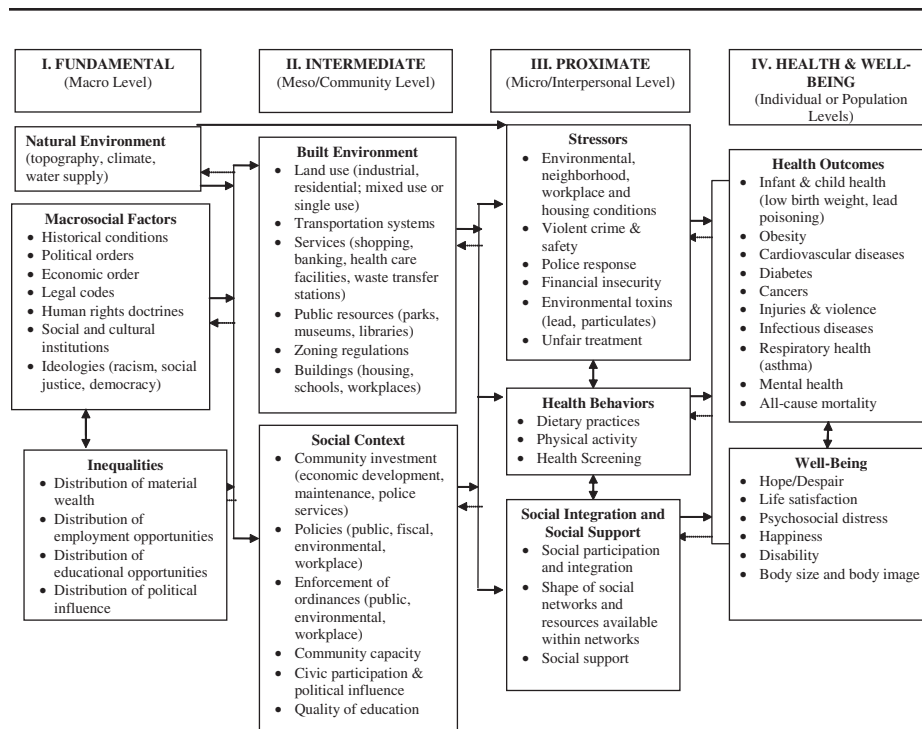 I. FUNDAMENTAL
(Macro Level)
Natural Environment
(topography, climate,
water supply)
Macrosocial Factors
• Historical conditions
• Political orders
• Economic order
• Legal codes
• Human rights doctrines
• Social and cultural
institutions
• Ideologies (racism, social
justice, democracy)
Inequalities
• Distribution of material
wealth
• Distribution of
employment opportunities
• Distribution of
educational opportunities
• Distribution of political
influence
II. INTERMEDIATE
(Meso/Community Level)
Built Environment
• Land use (industrial,
residential; mixed use or
single use)
• Transportation systems
• Services (shopping,
banking, health care
facilities, waste transfer
stations)
• Public resources (parks,
museums, libraries)
• Zoning regulations
• Buildings (housing,
schools, workplaces)
Social Context
• Community investment
(economic development,
maintenance, police
services)
• Policies (public, fiscal,
environmental,
workplace)
• Enforcement of
ordinances (public,
environmental,
workplace)
• Community capacity
• Civic participation &
political influence
• Quality of education
III. PROXIMATE
(Micro/Interpersonal Level)
Stressors
• Environmental,
neighborhood,
workplace and
housing conditions
• Violent crime &
safety
• Police response
• Financial insecurity
• Environmental toxins
(lead, particulates)
• Unfair treatment
Health Behaviors
• Dietary practices
• Physical activity
• Health Screening
Social Integration and
Social Support
• Social participation
and integration
• Shape of social
networks and
resources available
within networks
• Social support
IV. HEALTH & WELL-
BEING
(Individual or Population
Levels)
Health Outcomes
• Infant & child health
(low birth weight, lead
poisoning)
• Obesity
• Cardiovascular diseases
• Diabetes
• Cancers
• Injuries & violence
• Infectious diseases
• Respiratory health
(asthma)
• Mental health
• All-cause mortality
Well-Being
• Hope/Despair
• Life satisfaction
• Psychosocial distress
• Happiness
• Disability
• Body size and body image